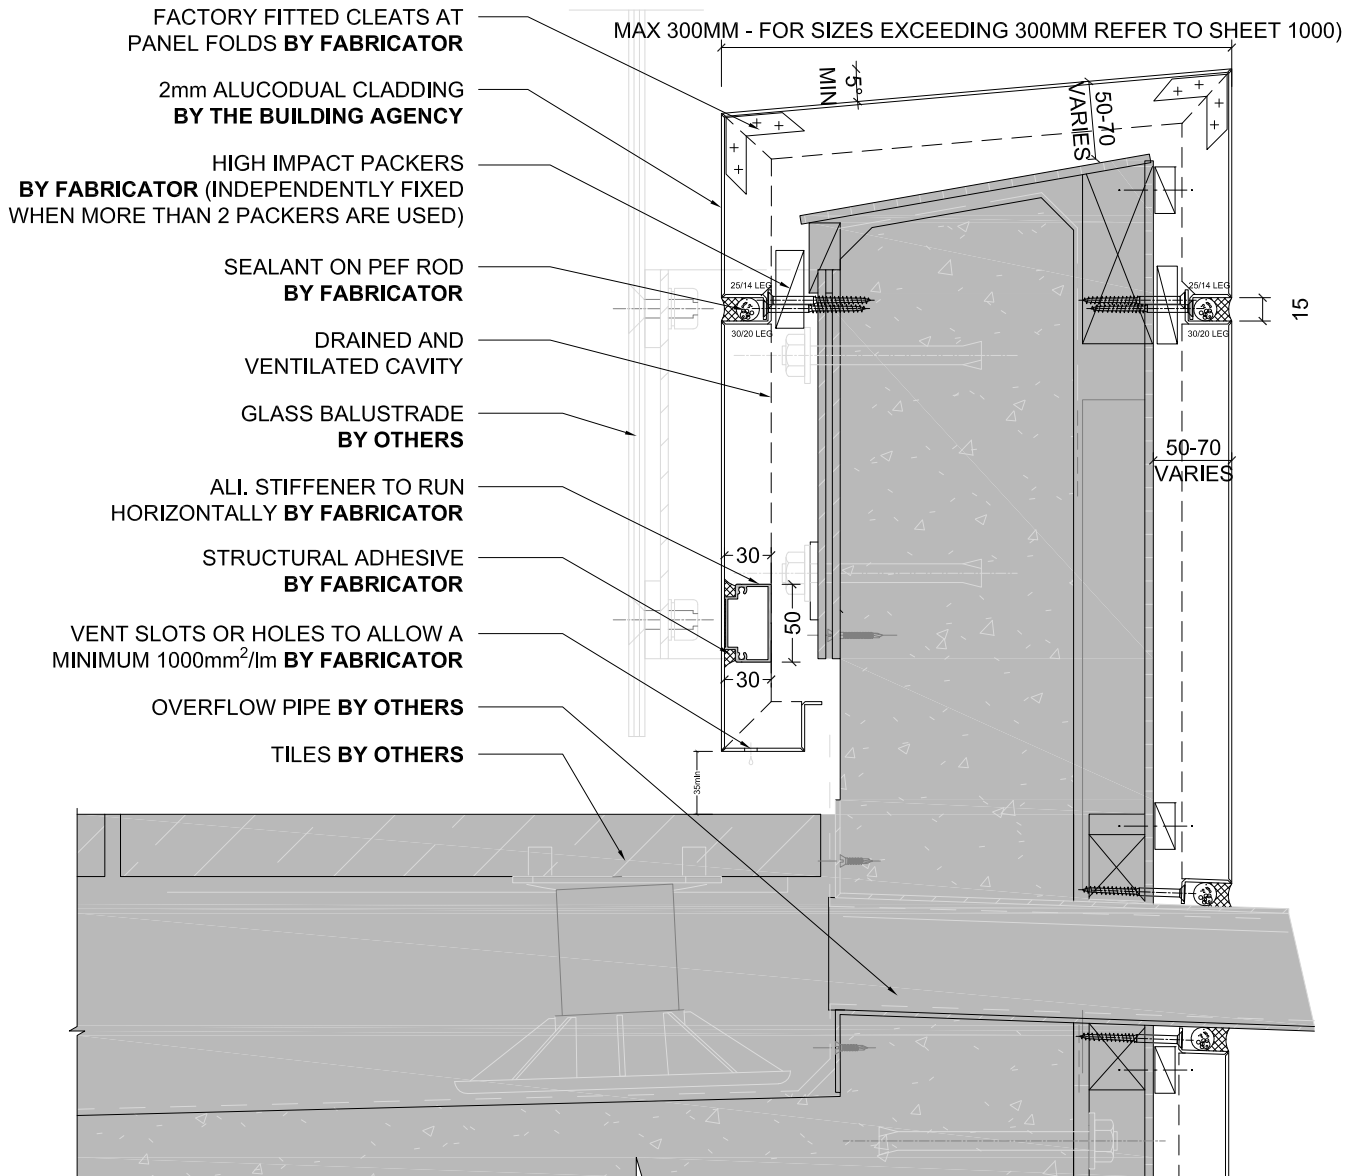 FACTORY FITTED CLEATS AT
PANEL FOLDS BY FABRICATOR
2mm ALUCODUAL CLADDING
BY THE BUILDING AGENCY
HIGH IMPACT PACKERS
BY FABRICATOR (INDEPENDENTLY FIXED
WHEN MORE THAN 2 PACKERS ARE USED)
SEALANT ON PEF ROD
BY FABRICATOR
DRAINED AND
VENTILATED CAVITY
GLASS BALUSTRADE
BY OTHERS
ALI. STIFFENER TO RUN
HORIZONTALLY BY FABRICATOR
STRUCTURAL ADHESIVE
BY FABRICATOR
VENT SLOTS OR HOLES TO ALLOW A
MINIMUM 1000mm²/lm BY FABRICATOR
OVERFLOW PIPE BY OTHERS
TILES BY OTHERS
MAX 300MM - FOR SIZES EXCEEDING 300MM REFER TO SHEET 1000)
5°
MIN
50-70
VARIES
25/14 LEG
30/20 LEG
25/14 LEG
30/20 LEG
15
50-70
VARIES
30
50
30
35min